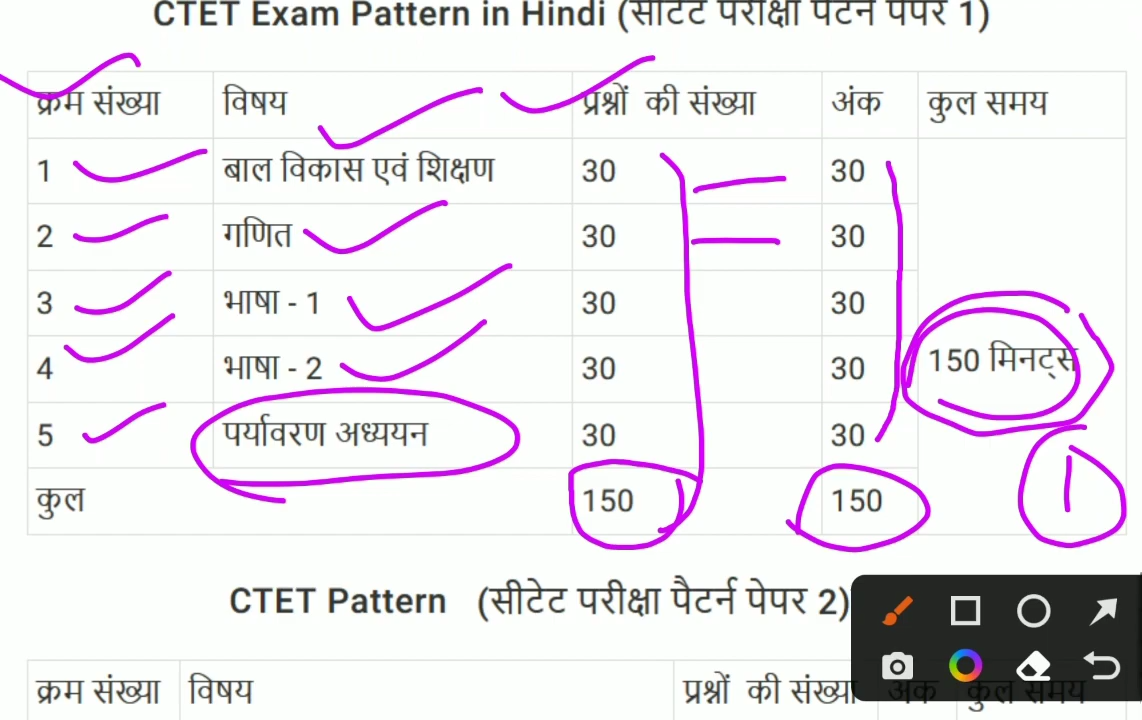 CTET Exam Pattern in Hindi (सीटेट परीक्षा पैटर्न पेपर 1)
क्रम संख्या विषय प्रश्नों की संख्या अंक कुल समय
1 बाल विकास एवं शिक्षण 30 30
2 गणित 30 30
3 भाषा - 1 30 30
4 भाषा - 2 30 30 150 मिनट्स
5 पर्यावरण अध्ययन 30 30
कुल 150 150 1
CTET Pattern (सीटेट परीक्षा पैटर्न पेपर 2)
क्रम संख्या विषय प्रश्नों की संख्या अंक कुल समय